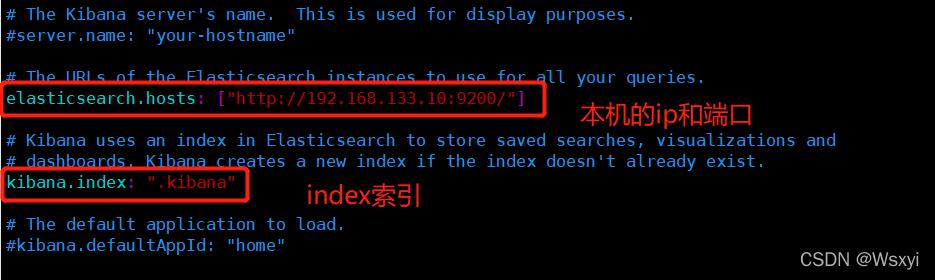 # The Kibana server's name.  This is used for display purposes.
#server.name: "your-hostname"
# The URLs of the Elasticsearch instances to use for all your queries.
elasticsearch.hosts: ["http://192.168.133.10:9200/"]
本机的ip和端口
# Kibana uses an index in Elasticsearch to store saved searches, visualizations and
# dashboards. Kibana creates a new index if the index doesn't already exist.
kibana.index: ".kibana"
index索引
# The default application to load.
#kibana.defaultAppId: "home"
CSDN @Wsxyi